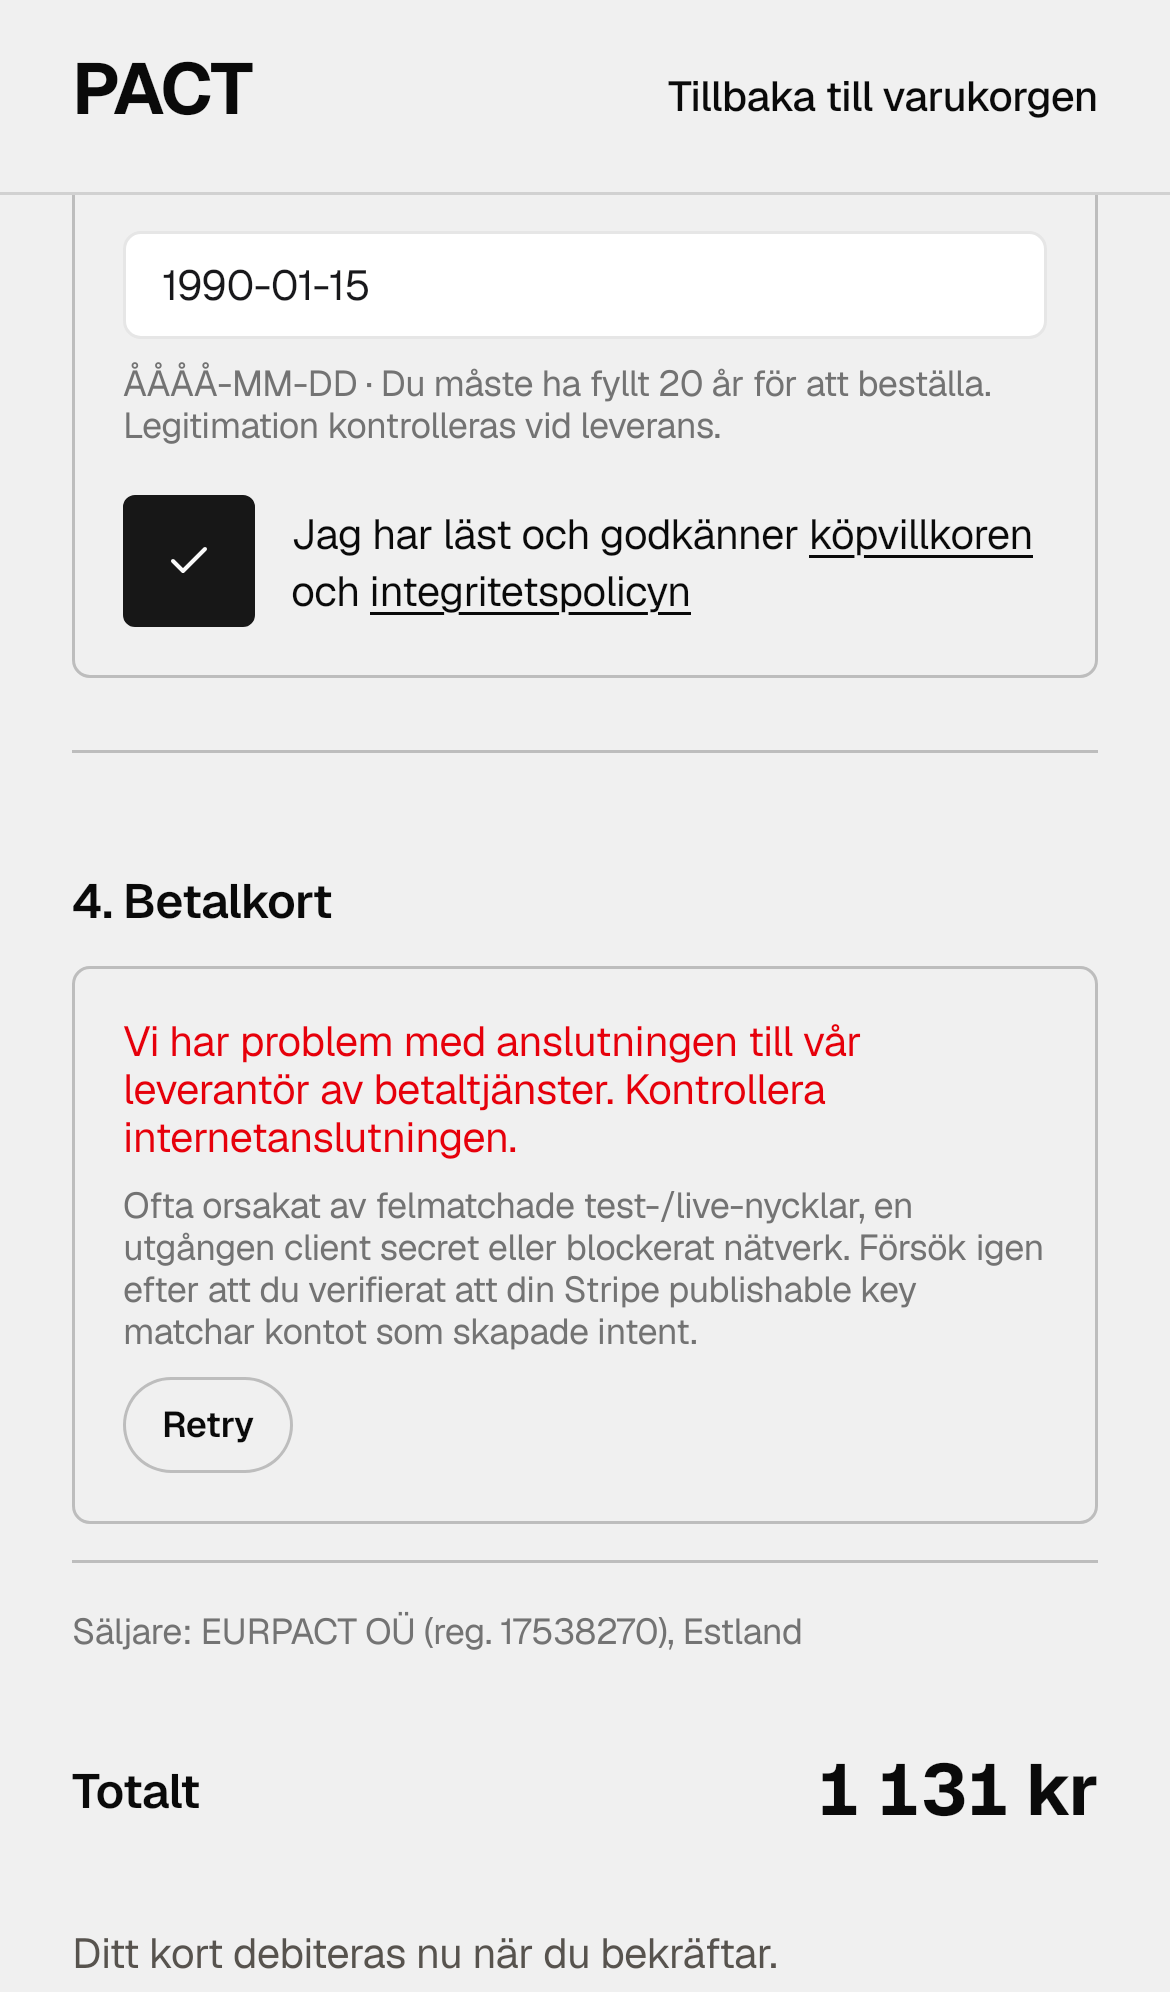 PACT
Tillbaka till varukorgen
1990-01-15
ÅÅÅÅ-MM-DD · Du måste ha fyllt 20 år för att beställa.
Legitimation kontrolleras vid leverans.
Jag har läst och godkänner köpvillkoren
och integritetspolicyn
4. Betalkort
Vi har problem med anslutningen till vår
leverantör av betaltjänster. Kontrollera
internetanslutningen.
Ofta orsakat av felmatchade test-/live-nycklar, en
utgången client secret eller blockerat nätverk. Försök igen
efter att du verifierat att din Stripe publishable key
matchar kontot som skapade intent.
Retry
Säljare: EURPACT OÜ (reg. 17538270), Estland
Totalt
1 131 kr
Ditt kort debiteras nu när du bekräftar.